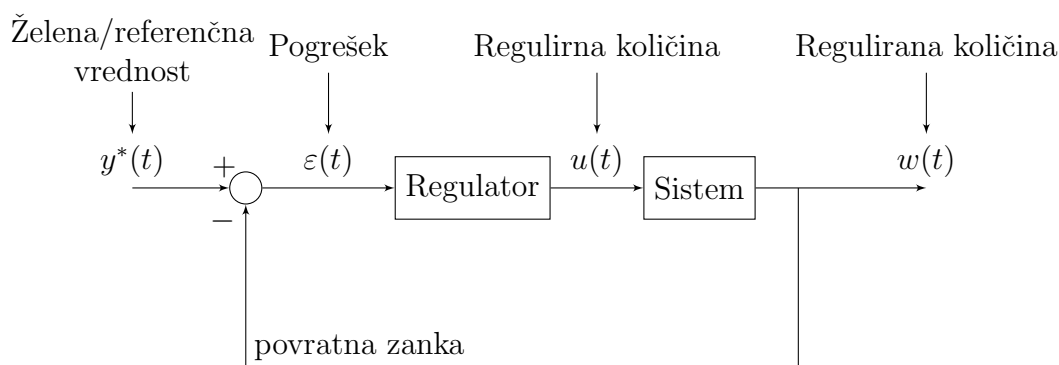 Želena/referenčna
vrednost
Pogrešek
Regulirna količina
Regulirana količina
y*(t)
+
−
ε(t)
Regulator
u(t)
Sistem
w(t)
povratna zanka